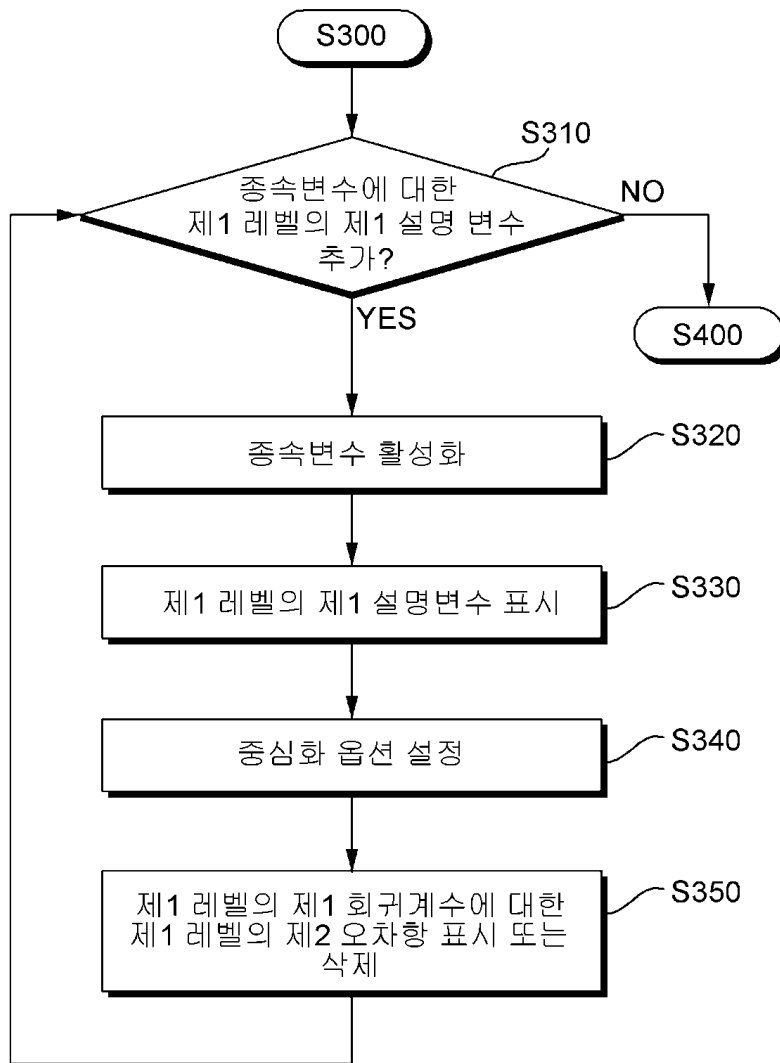 S300
S310
종속변수에 대한
제1 레벨의 제1 설명 변수
추가?
NO
YES
S400
종속변수 활성화
S320
제1 레벨의 제1 설명변수 표시
S330
중심화 옵션 설정
S340
제1 레벨의 제1 회귀계수에 대한
제1 레벨의 제2 오차항 표시 또는
삭제
S350